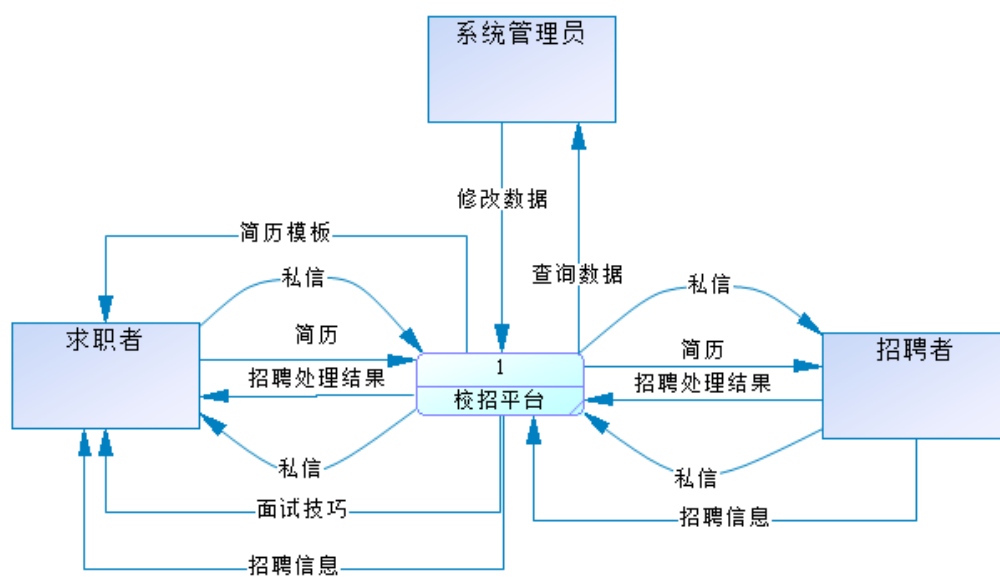 系统管理员
修改数据
简历模板
查询数据
私信
私信
求职者
简历
招聘者
简历
1
招聘处理结果
招聘处理结果
校招平台
私信
私信
面试技巧
招聘信息
招聘信息